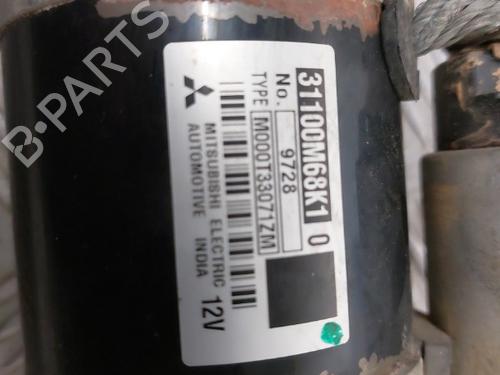 31100M68K1 0
No. 9728
TYPE M000T33071ZM
MITSUBISHI ELECTRIC
AUTOMOTIVE INDIA
12V
B PARTS